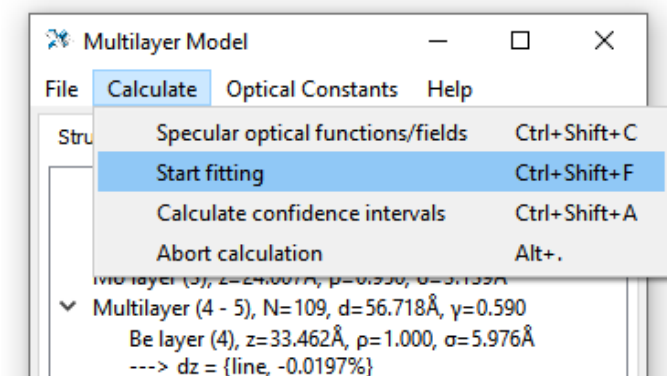 Multilayer Model
File Calculate Optical Constants Help
Stru
Specular optical functions/fields Ctrl+Shift+C
Start fitting Ctrl+Shift+F
Calculate confidence intervals Ctrl+Shift+A
Abort calculation Alt+.
Multilayer (4 - 5), N=109, d=56.718Å, γ=0.590
Be layer (4), z=33.462Å, ρ=1.000, σ=5.976Å
---> dz = {line, -0.0197%}